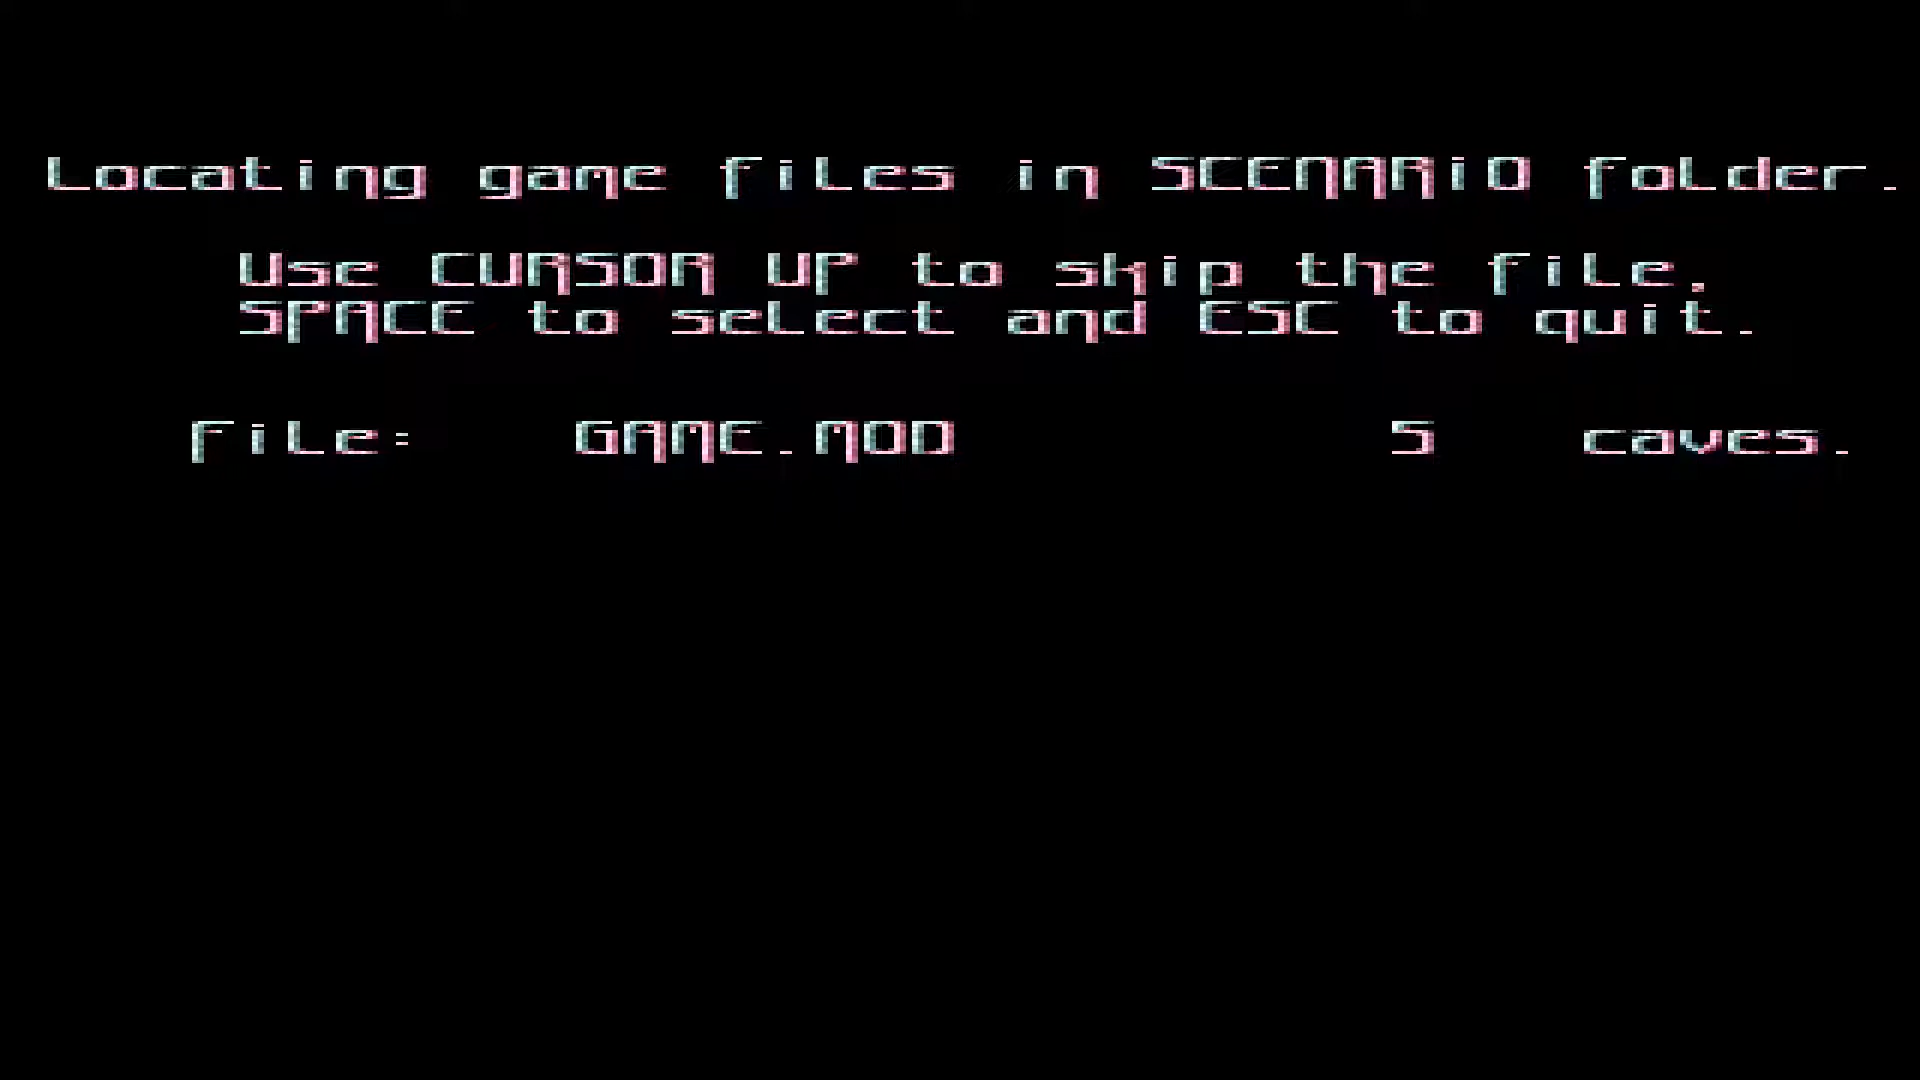 Locating game files in SCENARiO folder.
Use CURSOR UP to skip the file,
SPACE to select and ESC to quit.
File: GAME.MOD 5 caves.